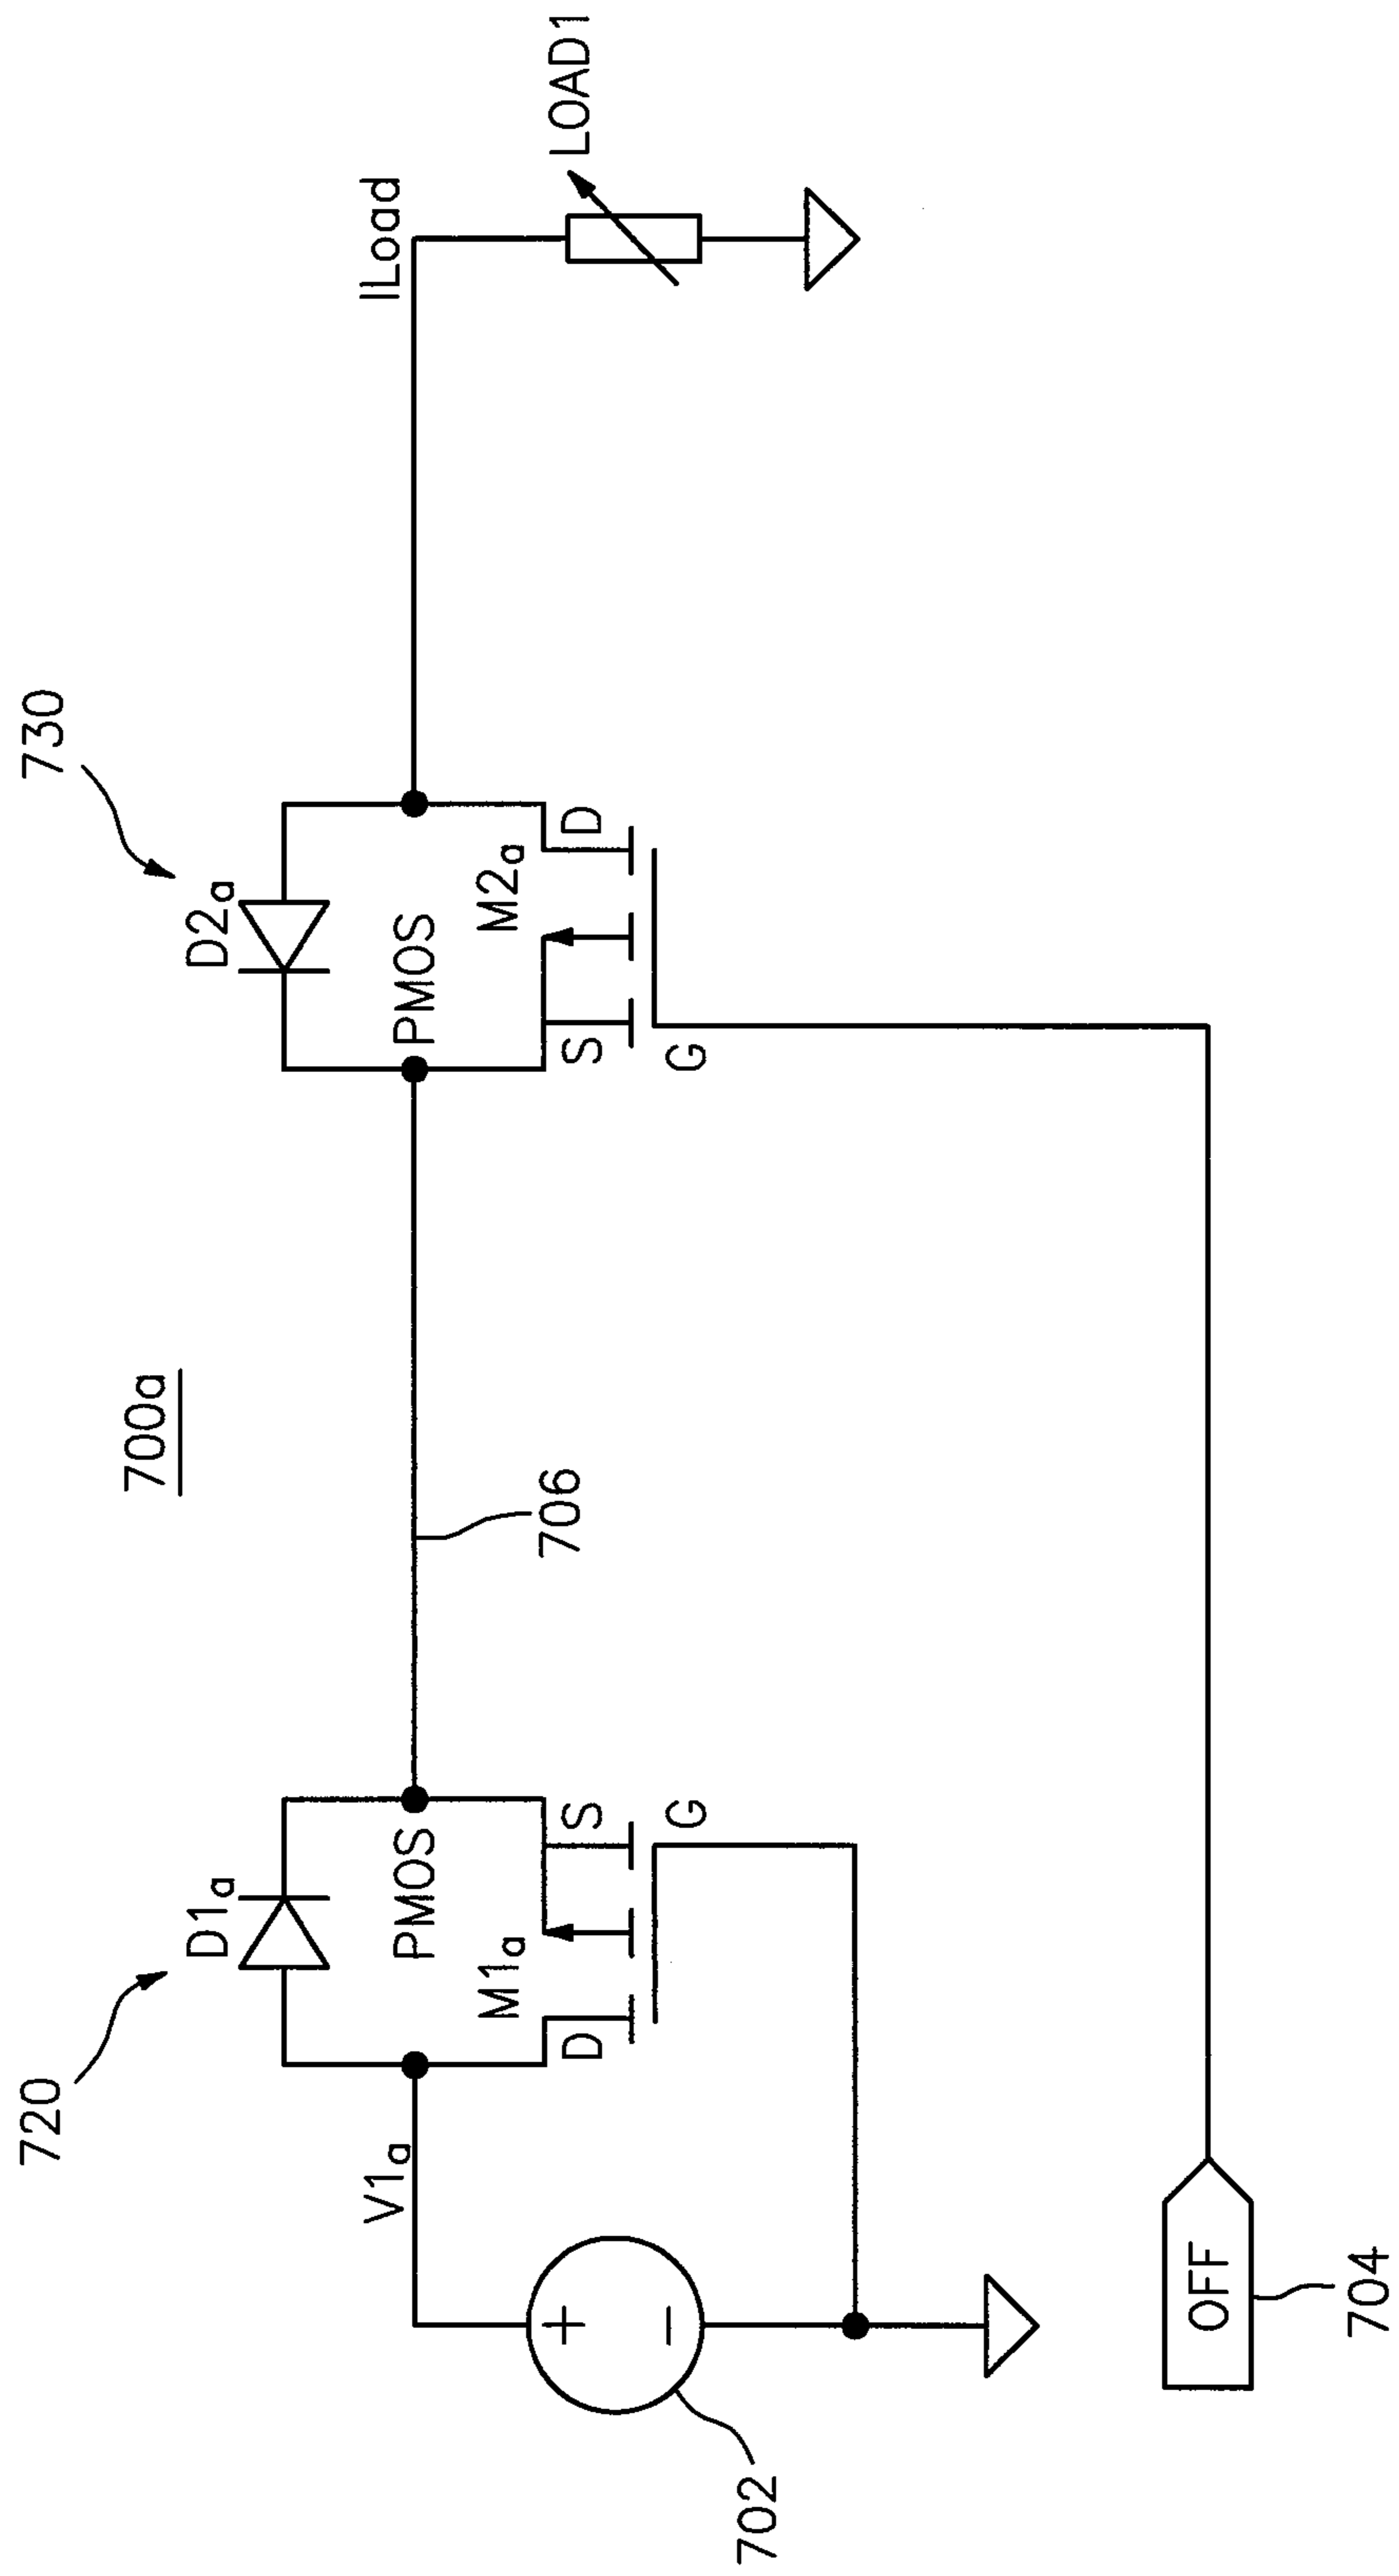 700a
720
730
D1a
D2a
V1a
PMOS
706
PMOS
ILoad
M1a
M2a
D
S
S
D
LOAD1
+
−
G
G
702
OFF
704